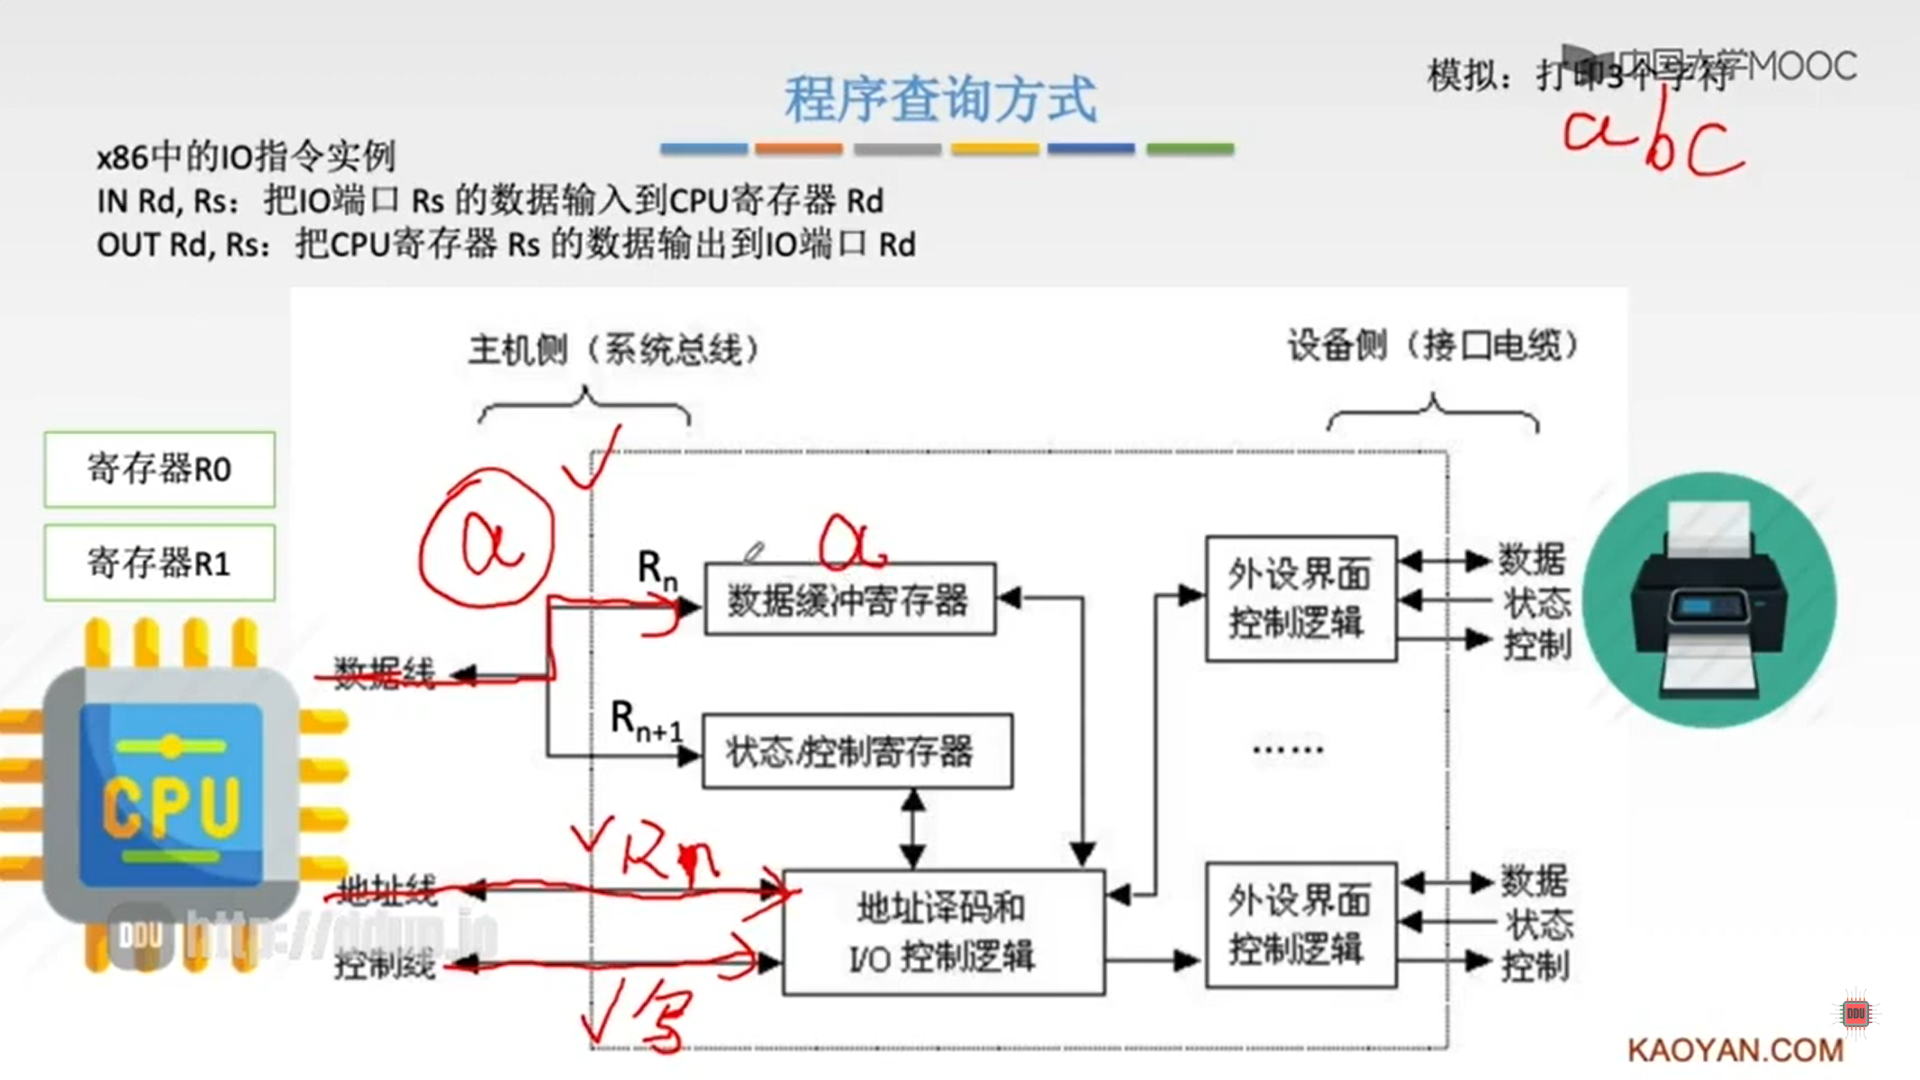 中国大学MOOC
模拟：打印3个字符
abc
程序查询方式
x86中的IO指令实例
IN Rd, Rs：把IO端口 Rs 的数据输入到CPU寄存器 Rd
OUT Rd, Rs：把CPU寄存器 Rs 的数据输出到IO端口 Rd
主机侧（系统总线）
设备侧（接口电缆）
寄存器R0
寄存器R1
a
a
Rn
数据缓冲寄存器
外设界面
控制逻辑
数据
状态
控制
数据线
Rn+1
状态/控制寄存器
……
CPU
Rn
地址线
地址译码和
I/O 控制逻辑
外设界面
控制逻辑
数据
状态
控制
控制线
写
DDU http://ddup.io
DDU
KAOYAN.COM